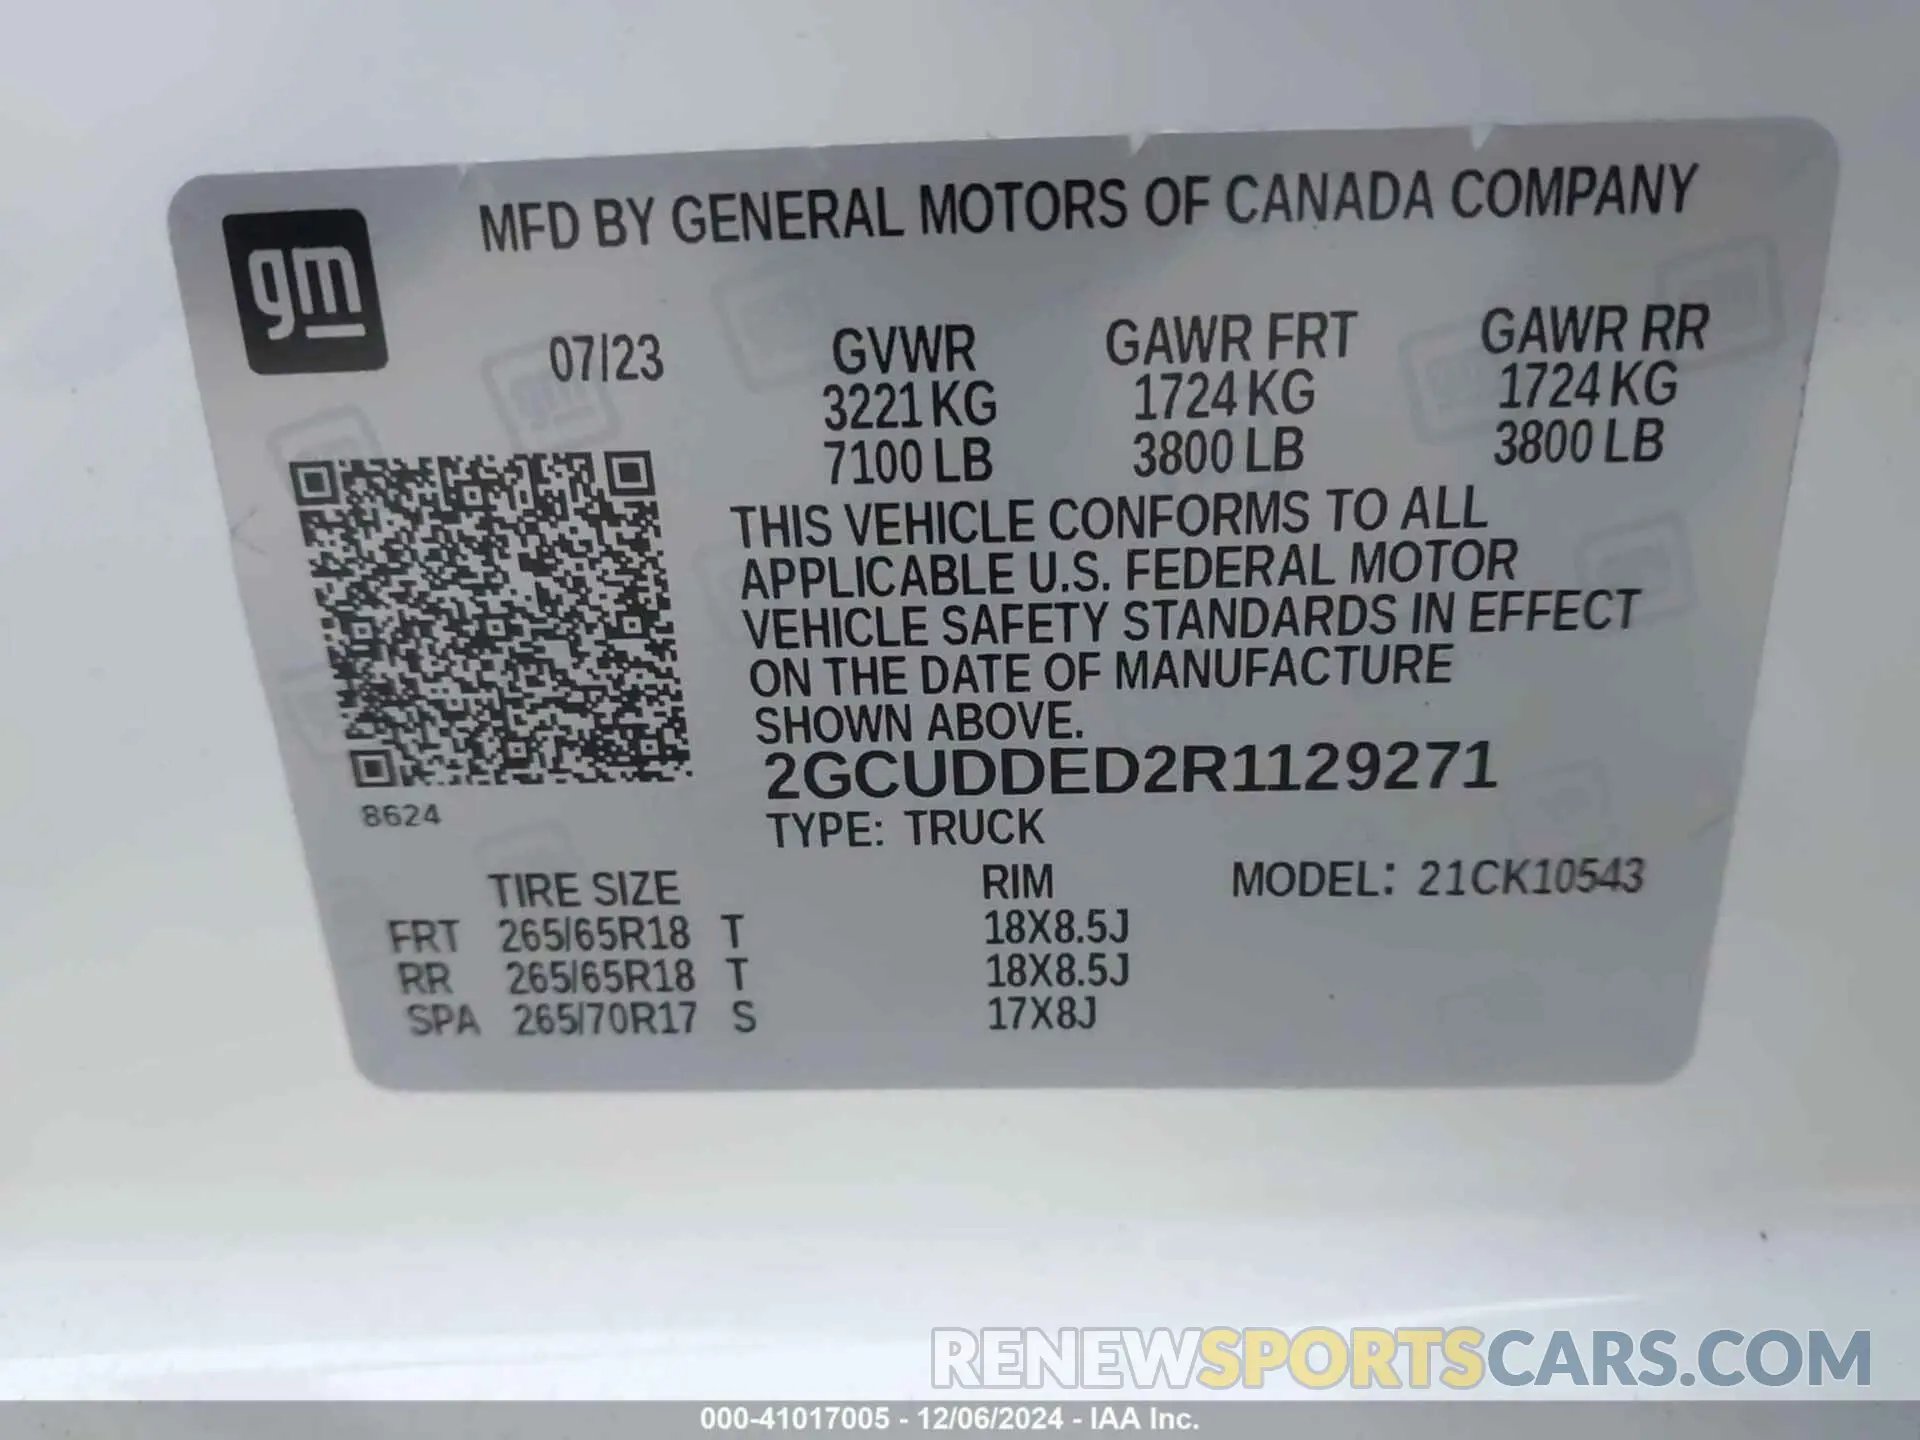 gm
MFD BY GENERAL MOTORS OF CANADA COMPANY
07/23
GVWR GAWR FRT GAWR RR
3221 KG 1724 KG 1724 KG
7100 LB 3800 LB 3800 LB
THIS VEHICLE CONFORMS TO ALL
APPLICABLE U.S. FEDERAL MOTOR
VEHICLE SAFETY STANDARDS IN EFFECT
ON THE DATE OF MANUFACTURE
SHOWN ABOVE.
2GCUDDED2R1129271
8624
TYPE: TRUCK
TIRE SIZE RIM MODEL: 21CK10543
FRT 265/65R18 T 18X8.5J
RR 265/65R18 T 18X8.5J
SPA 265/70R17 S 17X8J
RENEWSPORTSCARS.COM
000-41017005 - 12/06/2024 - IAA Inc.